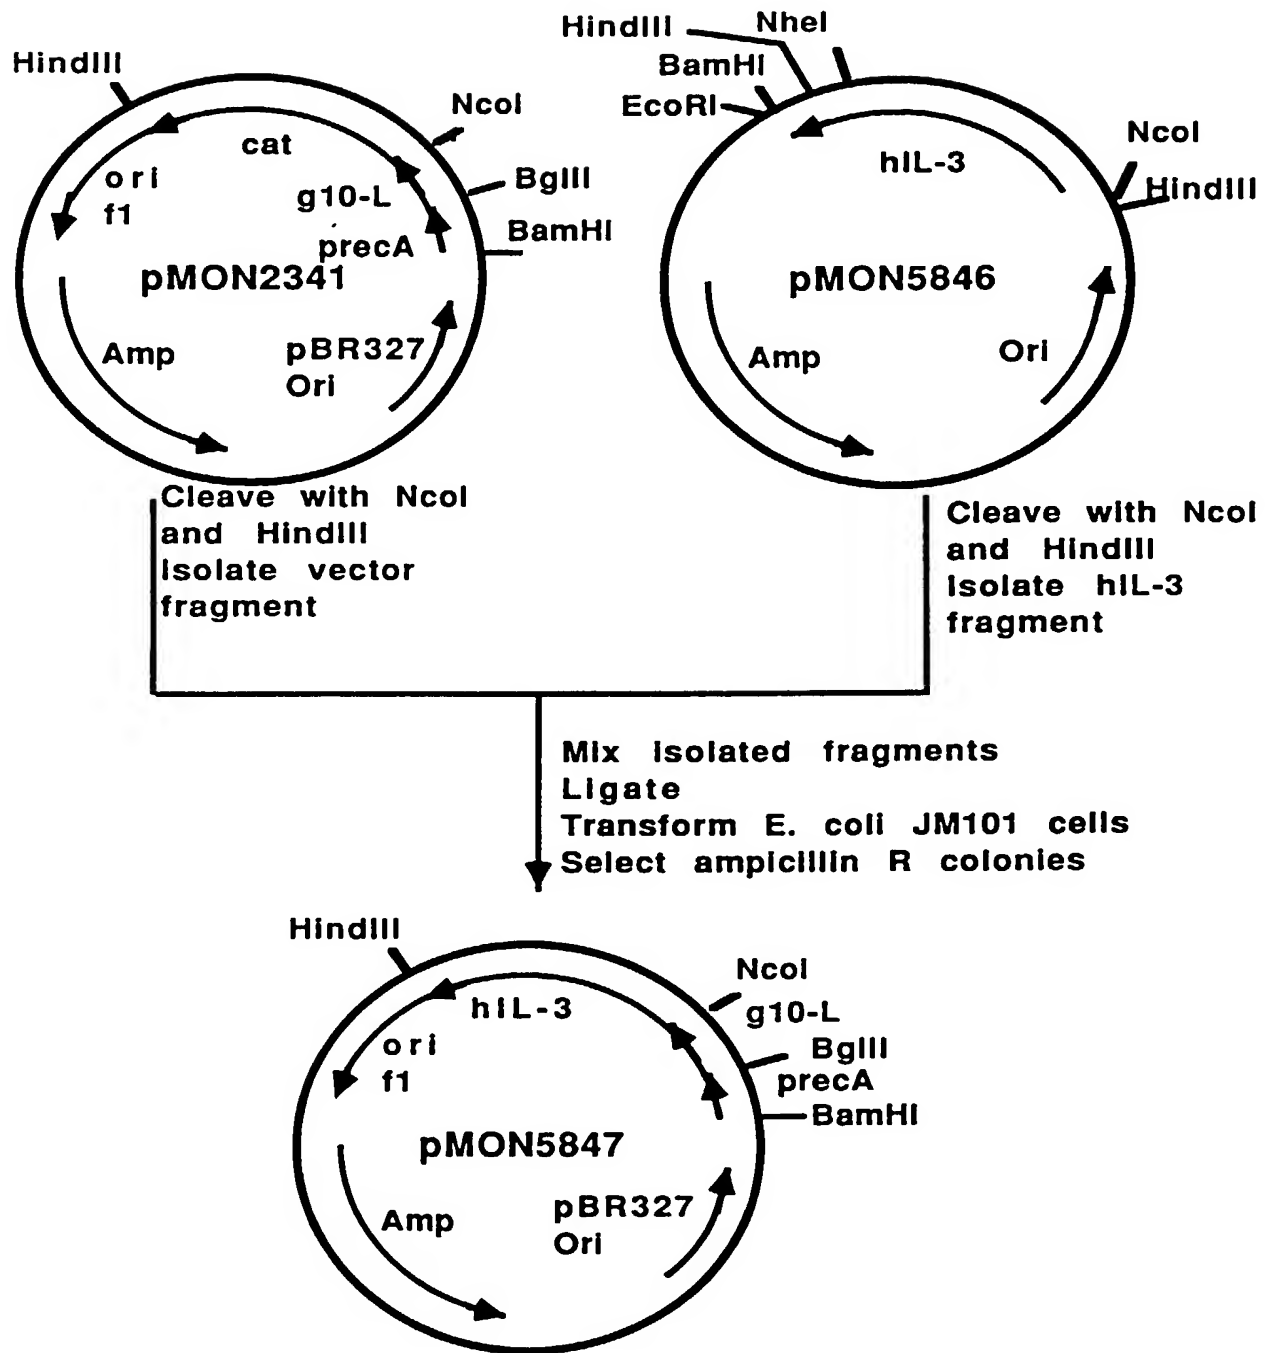 HindIII
NcoI
BglII
BamHI
cat
ori
f1
g10-L
precA
pMON2341
Amp
pBR327
Ori
HindIII
NheI
BamHI
EcoRI
NcoI
HindIII
hIL-3
pMON5846
Amp
Ori
Cleave with NcoI
and HindIII
Isolate vector
fragment
Cleave with NcoI
and HindIII
Isolate hIL-3
fragment
Mix isolated fragments
Ligate
Transform E. coli JM101 cells
Select ampicillin R colonies
HindIII
NcoI
g10-L
BglII
precA
BamHI
hIL-3
ori
f1
pMON5847
Amp
pBR327
Ori